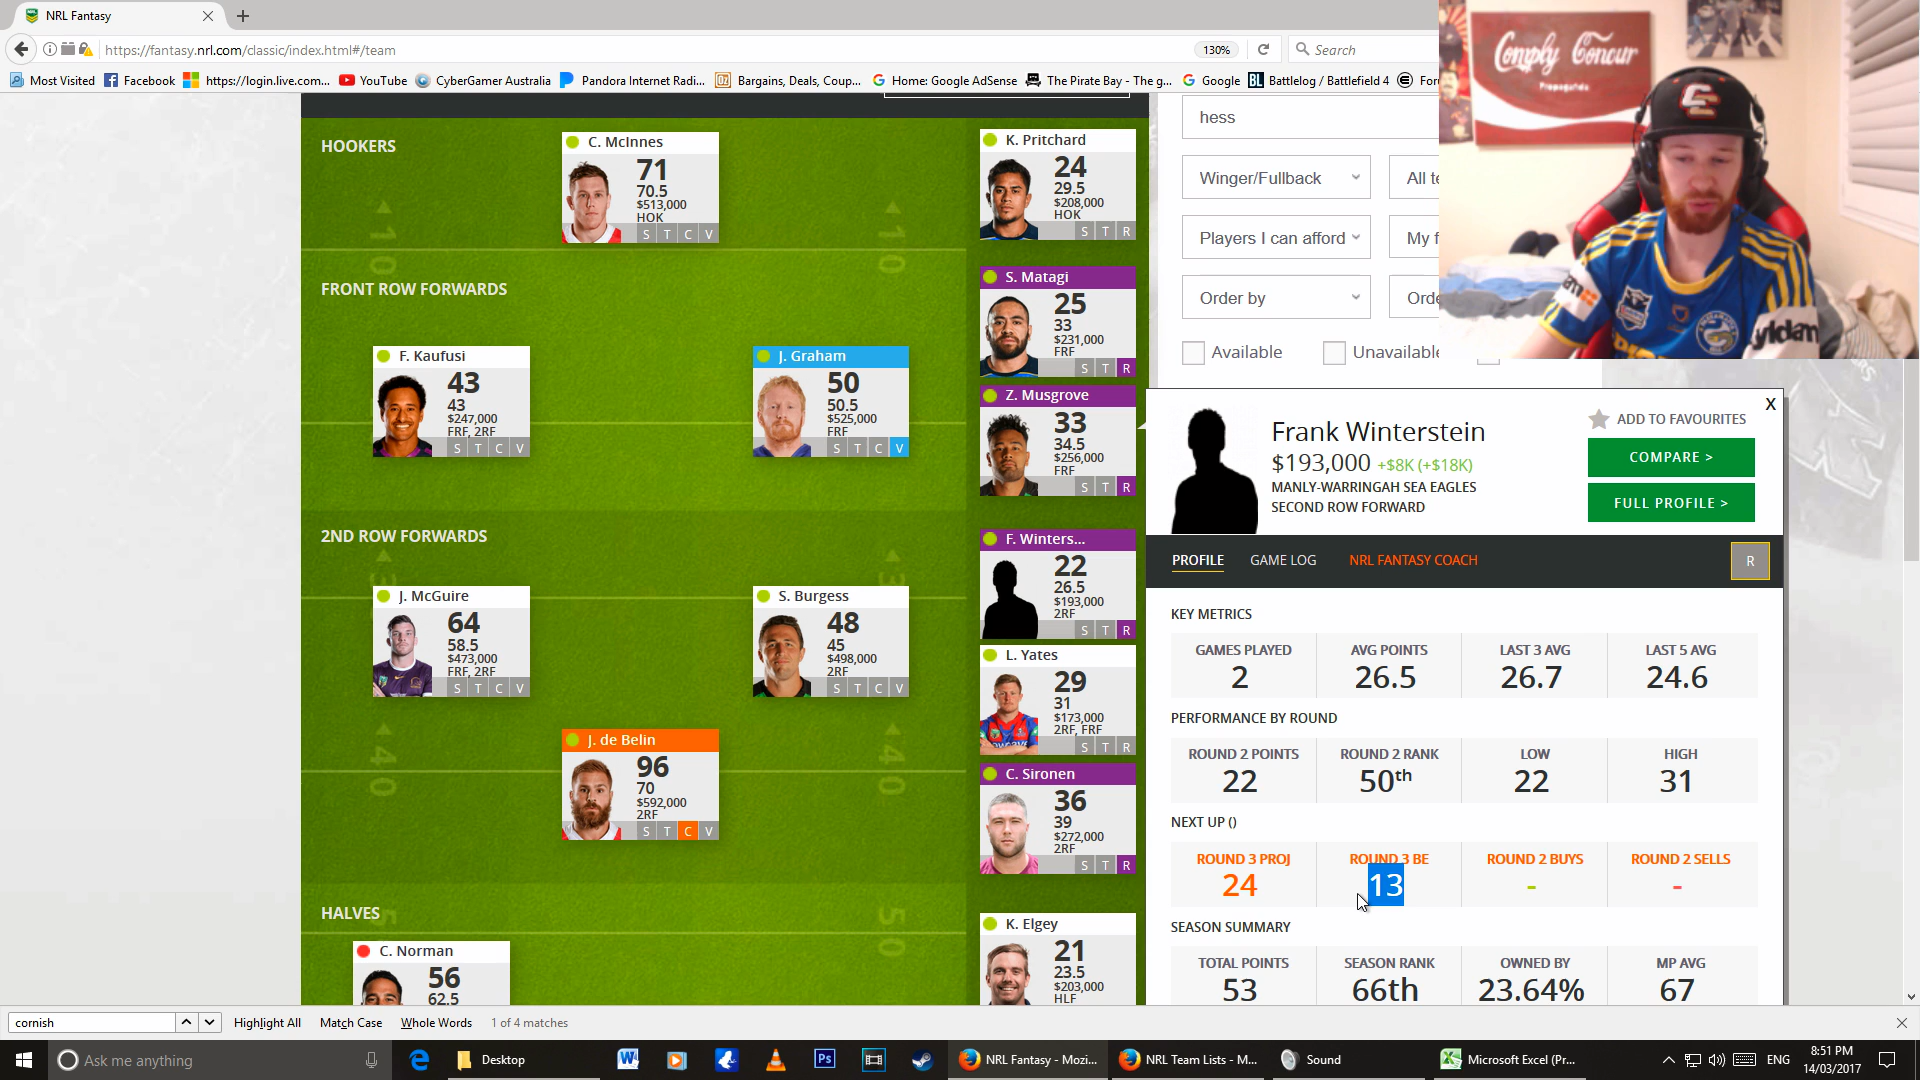 NRL Fantasy
https://fantasy.nrl.com/classic/index.html#/team
130%
Search
Most Visited
Facebook
https://login.live.com...
YouTube
CyberGamer Australia
Pandora Internet Radi...
Bargains, Deals, Coup...
Home: Google AdSense
The Pirate Bay - The g...
Google
Battlelog / Battlefield 4
For
Comply Concur
Propaganda
HOOKERS
C. McInnes
71
70.5
$513,000
HOK
S T C V
K. Pritchard
24
29.5
$208,000
HOK
S T R
hess
Winger/Fullback
All te
Players I can afford
My f
Order by
Orde
Available
Unavailable
FRONT ROW FORWARDS
F. Kaufusi
43
43
$247,000
FRF, 2RF
S T C V
J. Graham
50
50.5
$525,000
FRF
S T C V
S. Matagi
25
33
$231,000
FRF
S T R
Z. Musgrove
33
34.5
$256,000
FRF
S T R
2ND ROW FORWARDS
J. McGuire
64
58.5
$473,000
FRF, 2RF
S T C V
S. Burgess
48
45
$498,000
2RF
S T C V
J. de Belin
96
70
$592,000
2RF
S T C V
F. Winters...
22
26.5
$193,000
2RF
S T R
L. Yates
29
31
$173,000
2RF, FRF
S T R
C. Sironen
36
39
$272,000
2RF
S T R
HALVES
C. Norman
56
62.5
K. Elgey
21
23.5
$203,000
HLF
X
Frank Winterstein
$193,000 +$8K (+$18K)
MANLY-WARRINGAH SEA EAGLES
SECOND ROW FORWARD
ADD TO FAVOURITES
COMPARE >
FULL PROFILE >
PROFILE
GAME LOG
NRL FANTASY COACH
R
KEY METRICS
GAMES PLAYED
2
AVG POINTS
26.5
LAST 3 AVG
26.7
LAST 5 AVG
24.6
PERFORMANCE BY ROUND
ROUND 2 POINTS
22
ROUND 2 RANK
50th
LOW
22
HIGH
31
NEXT UP ()
ROUND 3 PROJ
24
ROUND 3 BE
13
ROUND 2 BUYS
-
ROUND 2 SELLS
-
SEASON SUMMARY
TOTAL POINTS
53
SEASON RANK
66th
OWNED BY
23.64%
MP AVG
67
cornish
Highlight All
Match Case
Whole Words
1 of 4 matches
Ask me anything
Desktop
NRL Fantasy - Mozi...
NRL Team Lists - M...
Sound
Microsoft Excel (Pr...
ENG
8:51 PM
14/03/2017